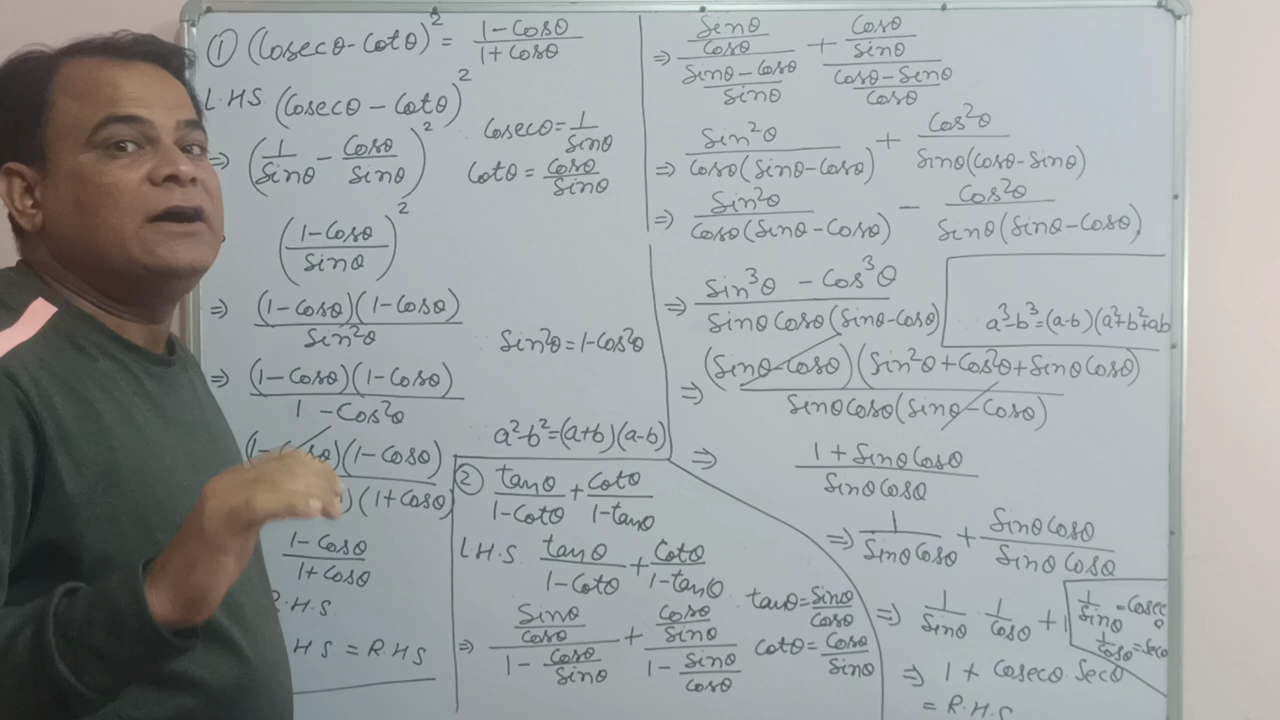 ① (Cosecθ - Cotθ)² = (1 - Cosθ)/(1 + Cosθ)
L.H.S. (Cosecθ - Cotθ)²
Cosecθ = 1/Sinθ
⇒ (1/Sinθ - Cosθ/Sinθ)²
Cotθ = Cosθ/Sinθ
((1 - Cosθ)/Sinθ)²
⇒ (1 - Cosθ)(1 - Cosθ)/Sin²θ
Sin²θ = 1 - Cos²θ
⇒ (1 - Cosθ)(1 - Cosθ)/(1 - Cos²θ)
a² - b² = (a+b)(a-b)
(1 - Cosθ)(1 - Cosθ)/ ) (1 + Cosθ)
(1 - Cosθ)/(1 + Cosθ)
R.H.S
HS = R.H.S
② tanθ/(1 - Cotθ) + Cotθ/(1 - tanθ)
L.H.S. tanθ/(1 - Cotθ) + Cotθ/(1 - tanθ)
tanθ = Sinθ/Cosθ
⇒ (Sinθ/Cosθ)/(1 - Cosθ/Sinθ) + (Cosθ/Sinθ)/(1 - Sinθ/Cosθ)
Cotθ = Cosθ/Sinθ
⇒ (Sinθ/Cosθ)/((Sinθ - Cosθ)/Sinθ) + (Cosθ/Sinθ)/((Cosθ - Sinθ)/Cosθ)
⇒ Sin²θ/(Cosθ(Sinθ - Cosθ)) + Cos²θ/(Sinθ(Cosθ - Sinθ))
⇒ Sin²θ/(Cosθ(Sinθ - Cosθ)) - Cos²θ/(Sinθ(Sinθ - Cosθ))
⇒ (Sin³θ - Cos³θ)/(Sinθ Cosθ(Sinθ - Cosθ))
a³ - b³ = (a-b)(a²+b²+ab
⇒ (Sinθ - Cosθ)(Sin²θ + Cos²θ + Sinθ Cosθ)/(Sinθ Cosθ(Sinθ - Cosθ))
⇒ (1 + Sinθ Cosθ)/(Sinθ Cosθ)
⇒ 1/(Sinθ Cosθ) + (Sinθ Cosθ)/(Sinθ Cosθ)
⇒ 1/Sinθ 1/Cosθ + 1
1/Sinθ = Cosecθ
1/Cosθ = Secθ
⇒ 1 + Cosecθ Secθ
= R.H.S